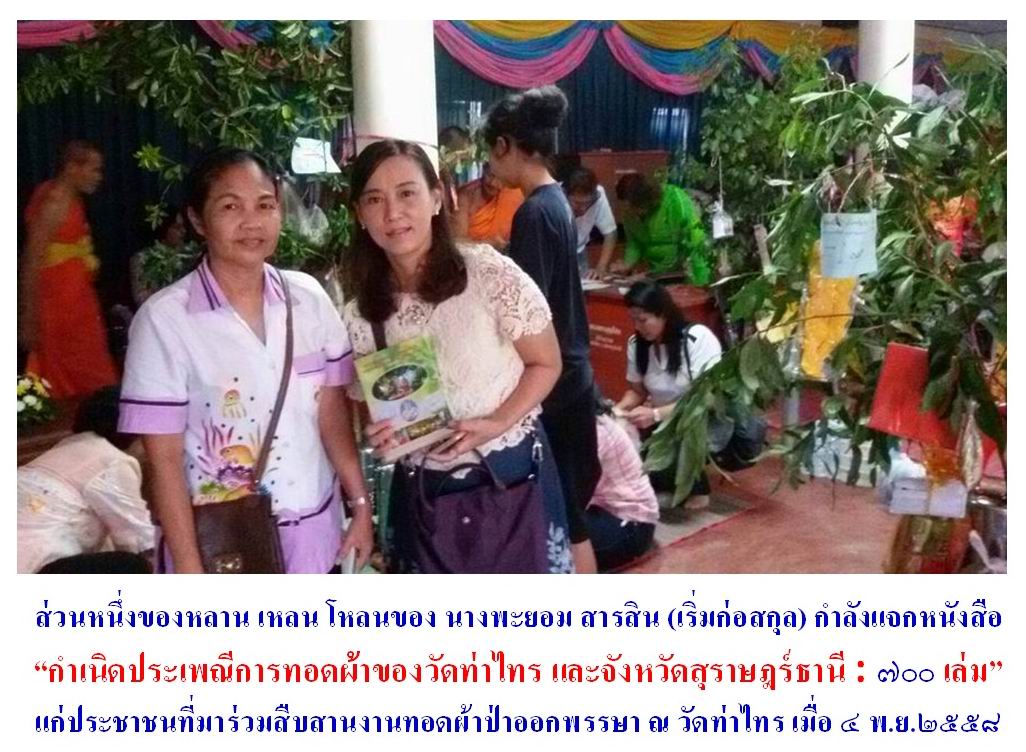 ส่วนหนึ่งของหลาน เหลน โหลนของ นางพะยอม สารสิน (เริ่มก่อสกุล) กำลังแจกหนังสือ
“กำเนิดประเพณีการทอดผ้าของวัดท่าไทร และจังหวัดสุราษฎร์ธานี : ๗๐๐ เล่ม”
แก่ประชาชนที่มาร่วมสืบสานงานทอดผ้าป่าออกพรรษา ณ วัดท่าไทร เมื่อ ๔ พ.ย.๒๕๕๘